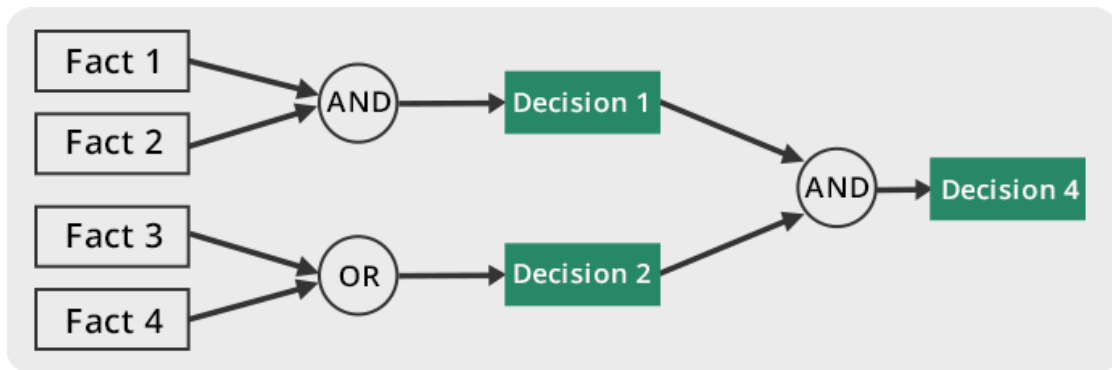 Fact 1
Fact 2
AND
Decision 1
Fact 3
Fact 4
OR
Decision 2
AND
Decision 4